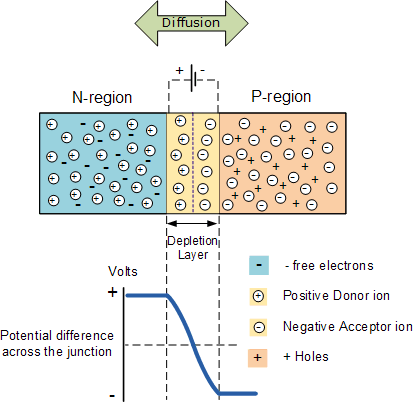 Diffusion
+ -
N-region P-region
Depletion
Layer
Volts
+
Potential difference
across the junction
-
- - free electrons
+ Positive Donor ion
- Negative Acceptor ion
+ + Holes